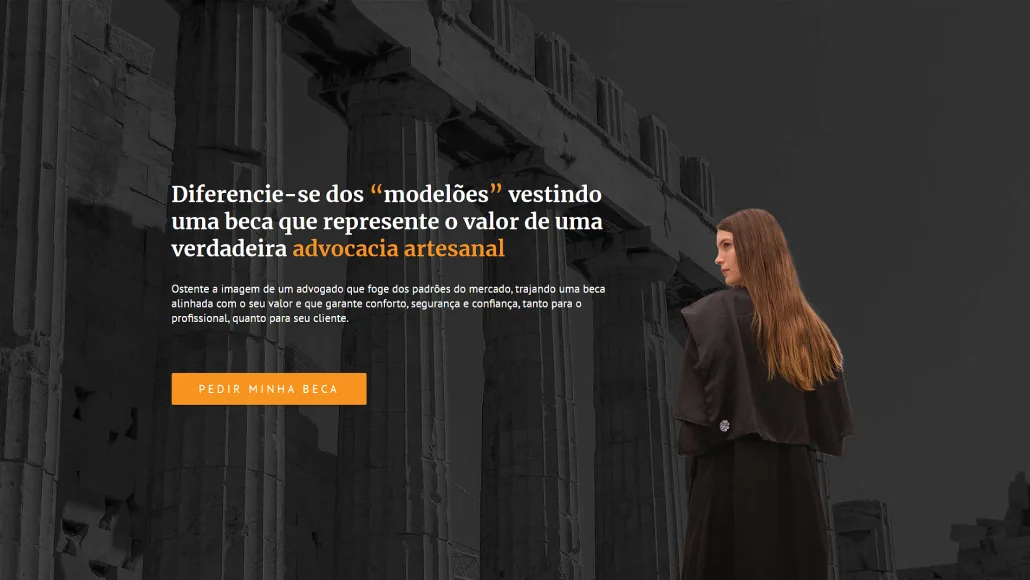 Diferencie-se dos “modelões” vestindo
uma beca que represente o valor de uma
verdadeira advocacia artesanal
Ostente a imagem de um advogado que foge dos padrões do mercado, trajando uma beca
alinhada com o seu valor e que garante conforto, segurança e confiança, tanto para o
profissional, quanto para seu cliente.
PEDIR MINHA BECA